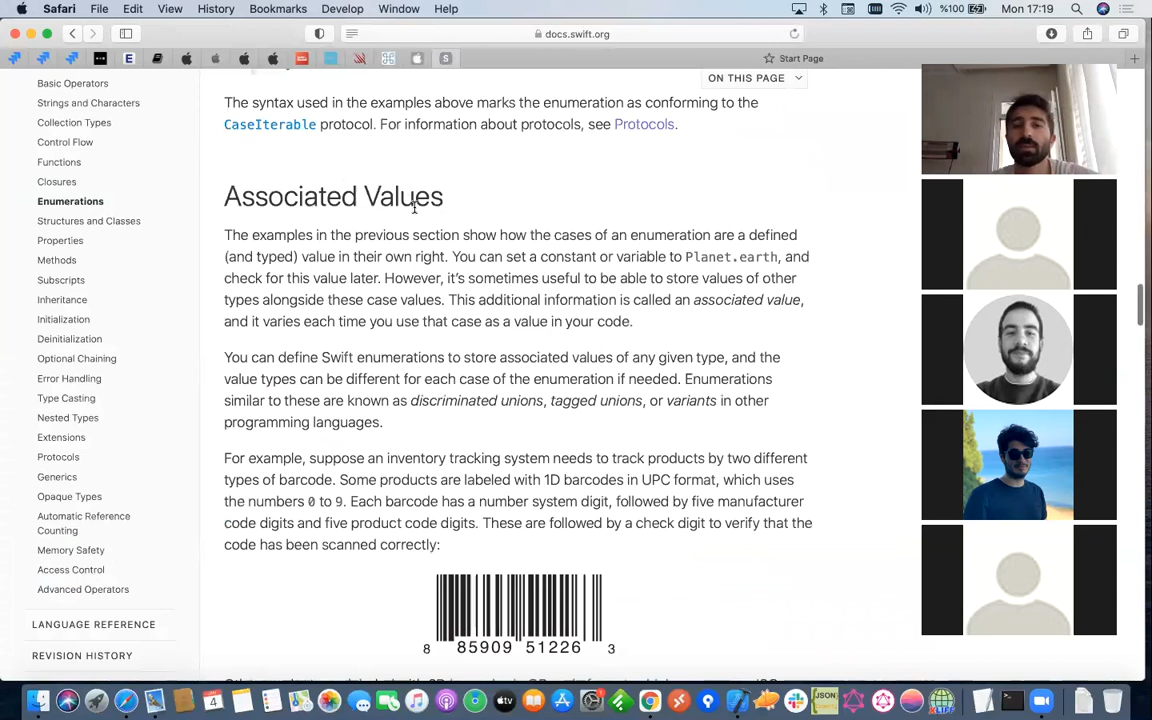 Safari File Edit View History Bookmarks Develop Window Help %100 Mon 17:19
docs.swift.org
E S Start Page
ON THIS PAGE
Basic Operators
Strings and Characters
Collection Types
Control Flow
Functions
Closures
Enumerations
Structures and Classes
Properties
Methods
Subscripts
Inheritance
Initialization
Deinitialization
Optional Chaining
Error Handling
Type Casting
Nested Types
Extensions
Protocols
Generics
Opaque Types
Automatic Reference
Counting
Memory Safety
Access Control
Advanced Operators
LANGUAGE REFERENCE
REVISION HISTORY
The syntax used in the examples above marks the enumeration as conforming to the
CaseIterable protocol. For information about protocols, see Protocols.
Associated Values
The examples in the previous section show how the cases of an enumeration are a defined
(and typed) value in their own right. You can set a constant or variable to Planet.earth, and
check for this value later. However, it’s sometimes useful to be able to store values of other
types alongside these case values. This additional information is called an associated value,
and it varies each time you use that case as a value in your code.
You can define Swift enumerations to store associated values of any given type, and the
value types can be different for each case of the enumeration if needed. Enumerations
similar to these are known as discriminated unions, tagged unions, or variants in other
programming languages.
For example, suppose an inventory tracking system needs to track products by two different
types of barcode. Some products are labeled with 1D barcodes in UPC format, which uses
the numbers 0 to 9. Each barcode has a number system digit, followed by five manufacturer
code digits and five product code digits. These are followed by a check digit to verify that the
code has been scanned correctly:
8 85909 51226 3